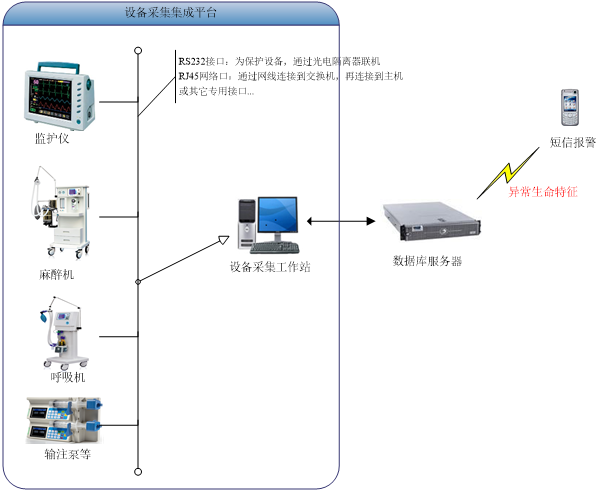 设备采集集成平台
RS232接口：为保护设备，通过光电隔离器联机
RJ45网络口：通过网线连接到交换机，再连接到主机
或其它专用接口...
监护仪
短信报警
异常生命特征
麻醉机
设备采集工作站
数据库服务器
呼吸机
输注泵等